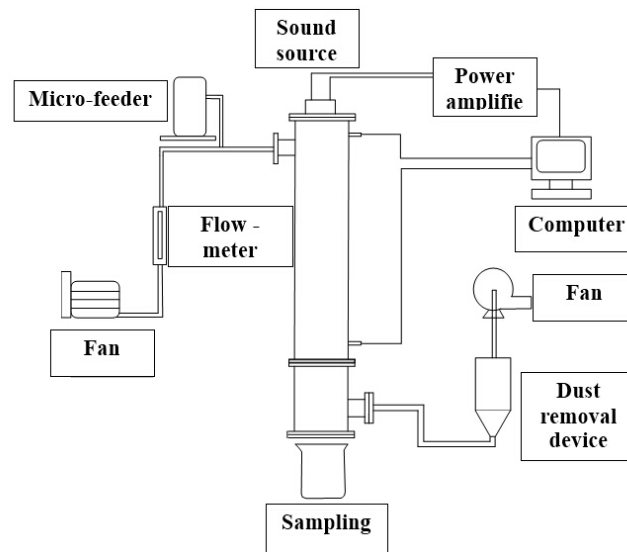 Sound
source
Power
amplifie
Micro-feeder
Flow -
meter
Computer
Fan
Fan
Dust
removal
device
Sampling